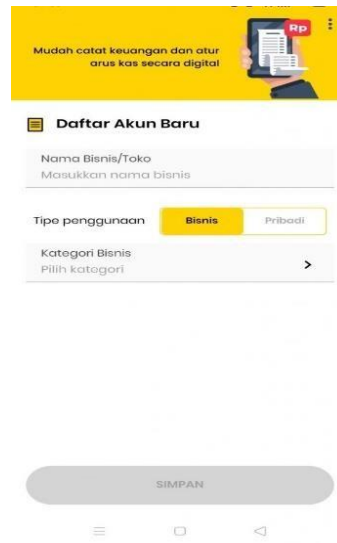 Rp
Mudah catat keuangan dan atur
arus kas secara digital
Daftar Akun Baru
Nama Bisnis/Toko
Masukkan nama bisnis
Tipe penggunaan Bisnis Pribadi
Kategori Bisnis
Pilih kategori
SIMPAN